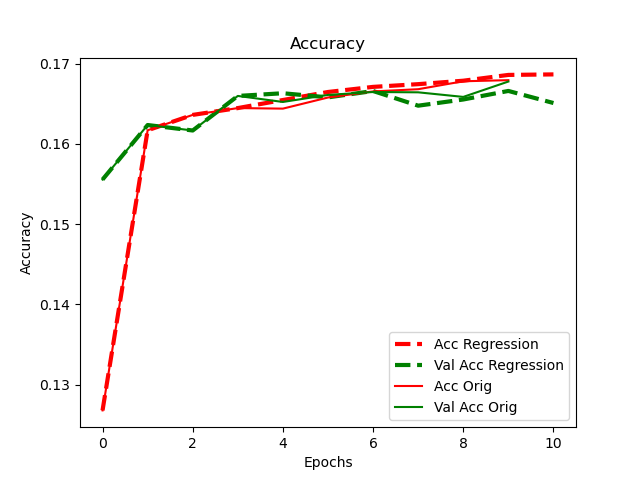 Accuracy
0.17
0.16
0.15
0.14
0.13
Accuracy
Acc Regression
Val Acc Regression
Acc Orig
Val Acc Orig
0 2 4 6 8 10
Epochs